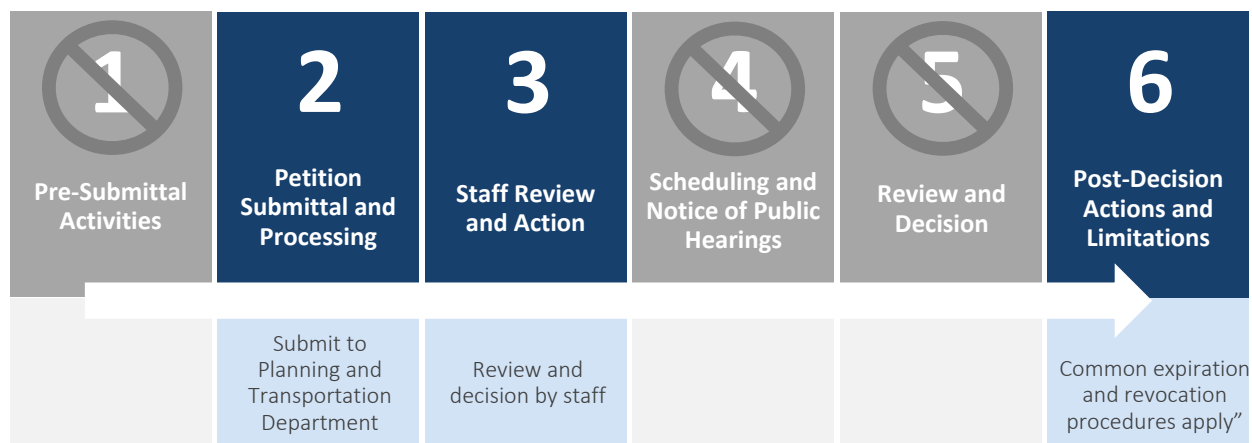 1
Pre-Submittal
Activities
2
Petition
Submittal and
Processing
Submit to
Planning and
Transportation
Department
3
Staff Review
and Action
Review and
decision by staff
4
Scheduling and
Notice of Public
Hearings
5
Review and
Decision
6
Post-Decision
Actions and
Limitations
Common expiration
and revocation
procedures apply”